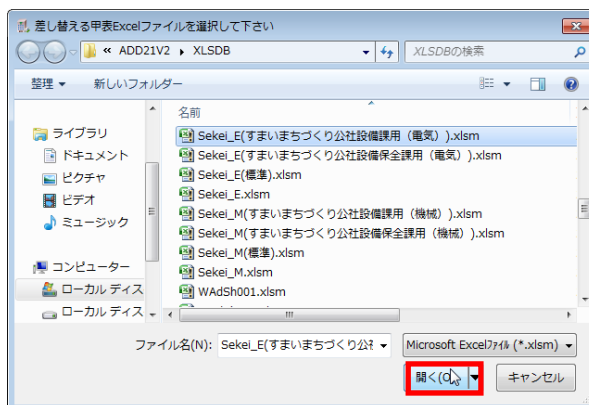 差し替える甲表Excelファイルを選択して下さい
« ADD21V2 XLSDB
XLSDBの検索
整理 新しいフォルダー
名前
ライブラリ
ドキュメント
ピクチャ
ビデオ
ミュージック
コンピューター
ローカル ディス
ローカル ディス
Sekei_E(すまいまちづくり公社設備課用（電気）).xlsm
Sekei_E(すまいまちづくり公社設備保全課用（電気）).xlsm
Sekei_E(標準).xlsm
Sekei_E.xlsm
Sekei_M(すまいまちづくり公社設備課用（機械）).xlsm
Sekei_M(すまいまちづくり公社設備保全課用（機械）).xlsm
Sekei_M(標準).xlsm
Sekei_M.xlsm
WAdSh001.xlsm
ファイル名(N): Sekei_E(すまいまちづくり公社
Microsoft Excelファイル (*.xlsm)
開く(O)
キャンセル